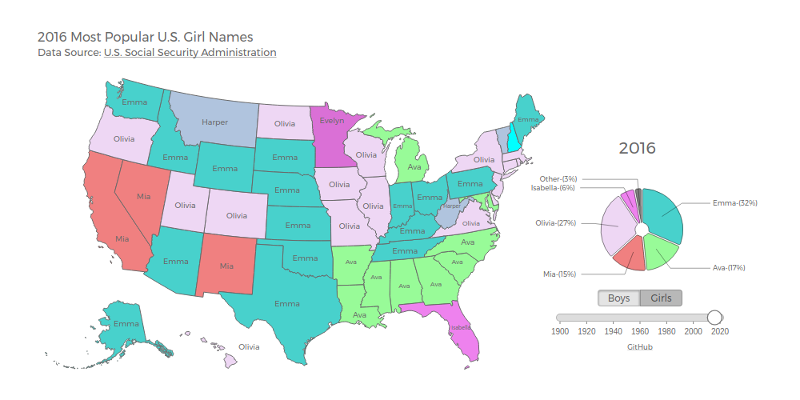 2016 Most Popular U.S. Girl Names
Data Source: U.S. Social Security Administration
Emma
Harper
Olivia
Evelyn
Emma
Olivia
Olivia
Olivia
Emma
Emma
Ava
Emma
Olivia
Emma
Mia
Olivia
Olivia
Emma
Olivia
Emma
Emma
Emma
Harper
Mia
Emma
Olivia
Emma
Olivia
Emma
Ava
Emma
Mia
Emma
Ava
Ava
Emma
Ava
Ava
Ava
Ava
Emma
Isabella
Olivia
2016
Other-(3%)
Isabella-(6%)
Emma-(32%)
Olivia-(27%)
Mia-(15%)
Ava-(17%)
Boys Girls
1900 1920 1940 1960 1980 2000 2020
GitHub